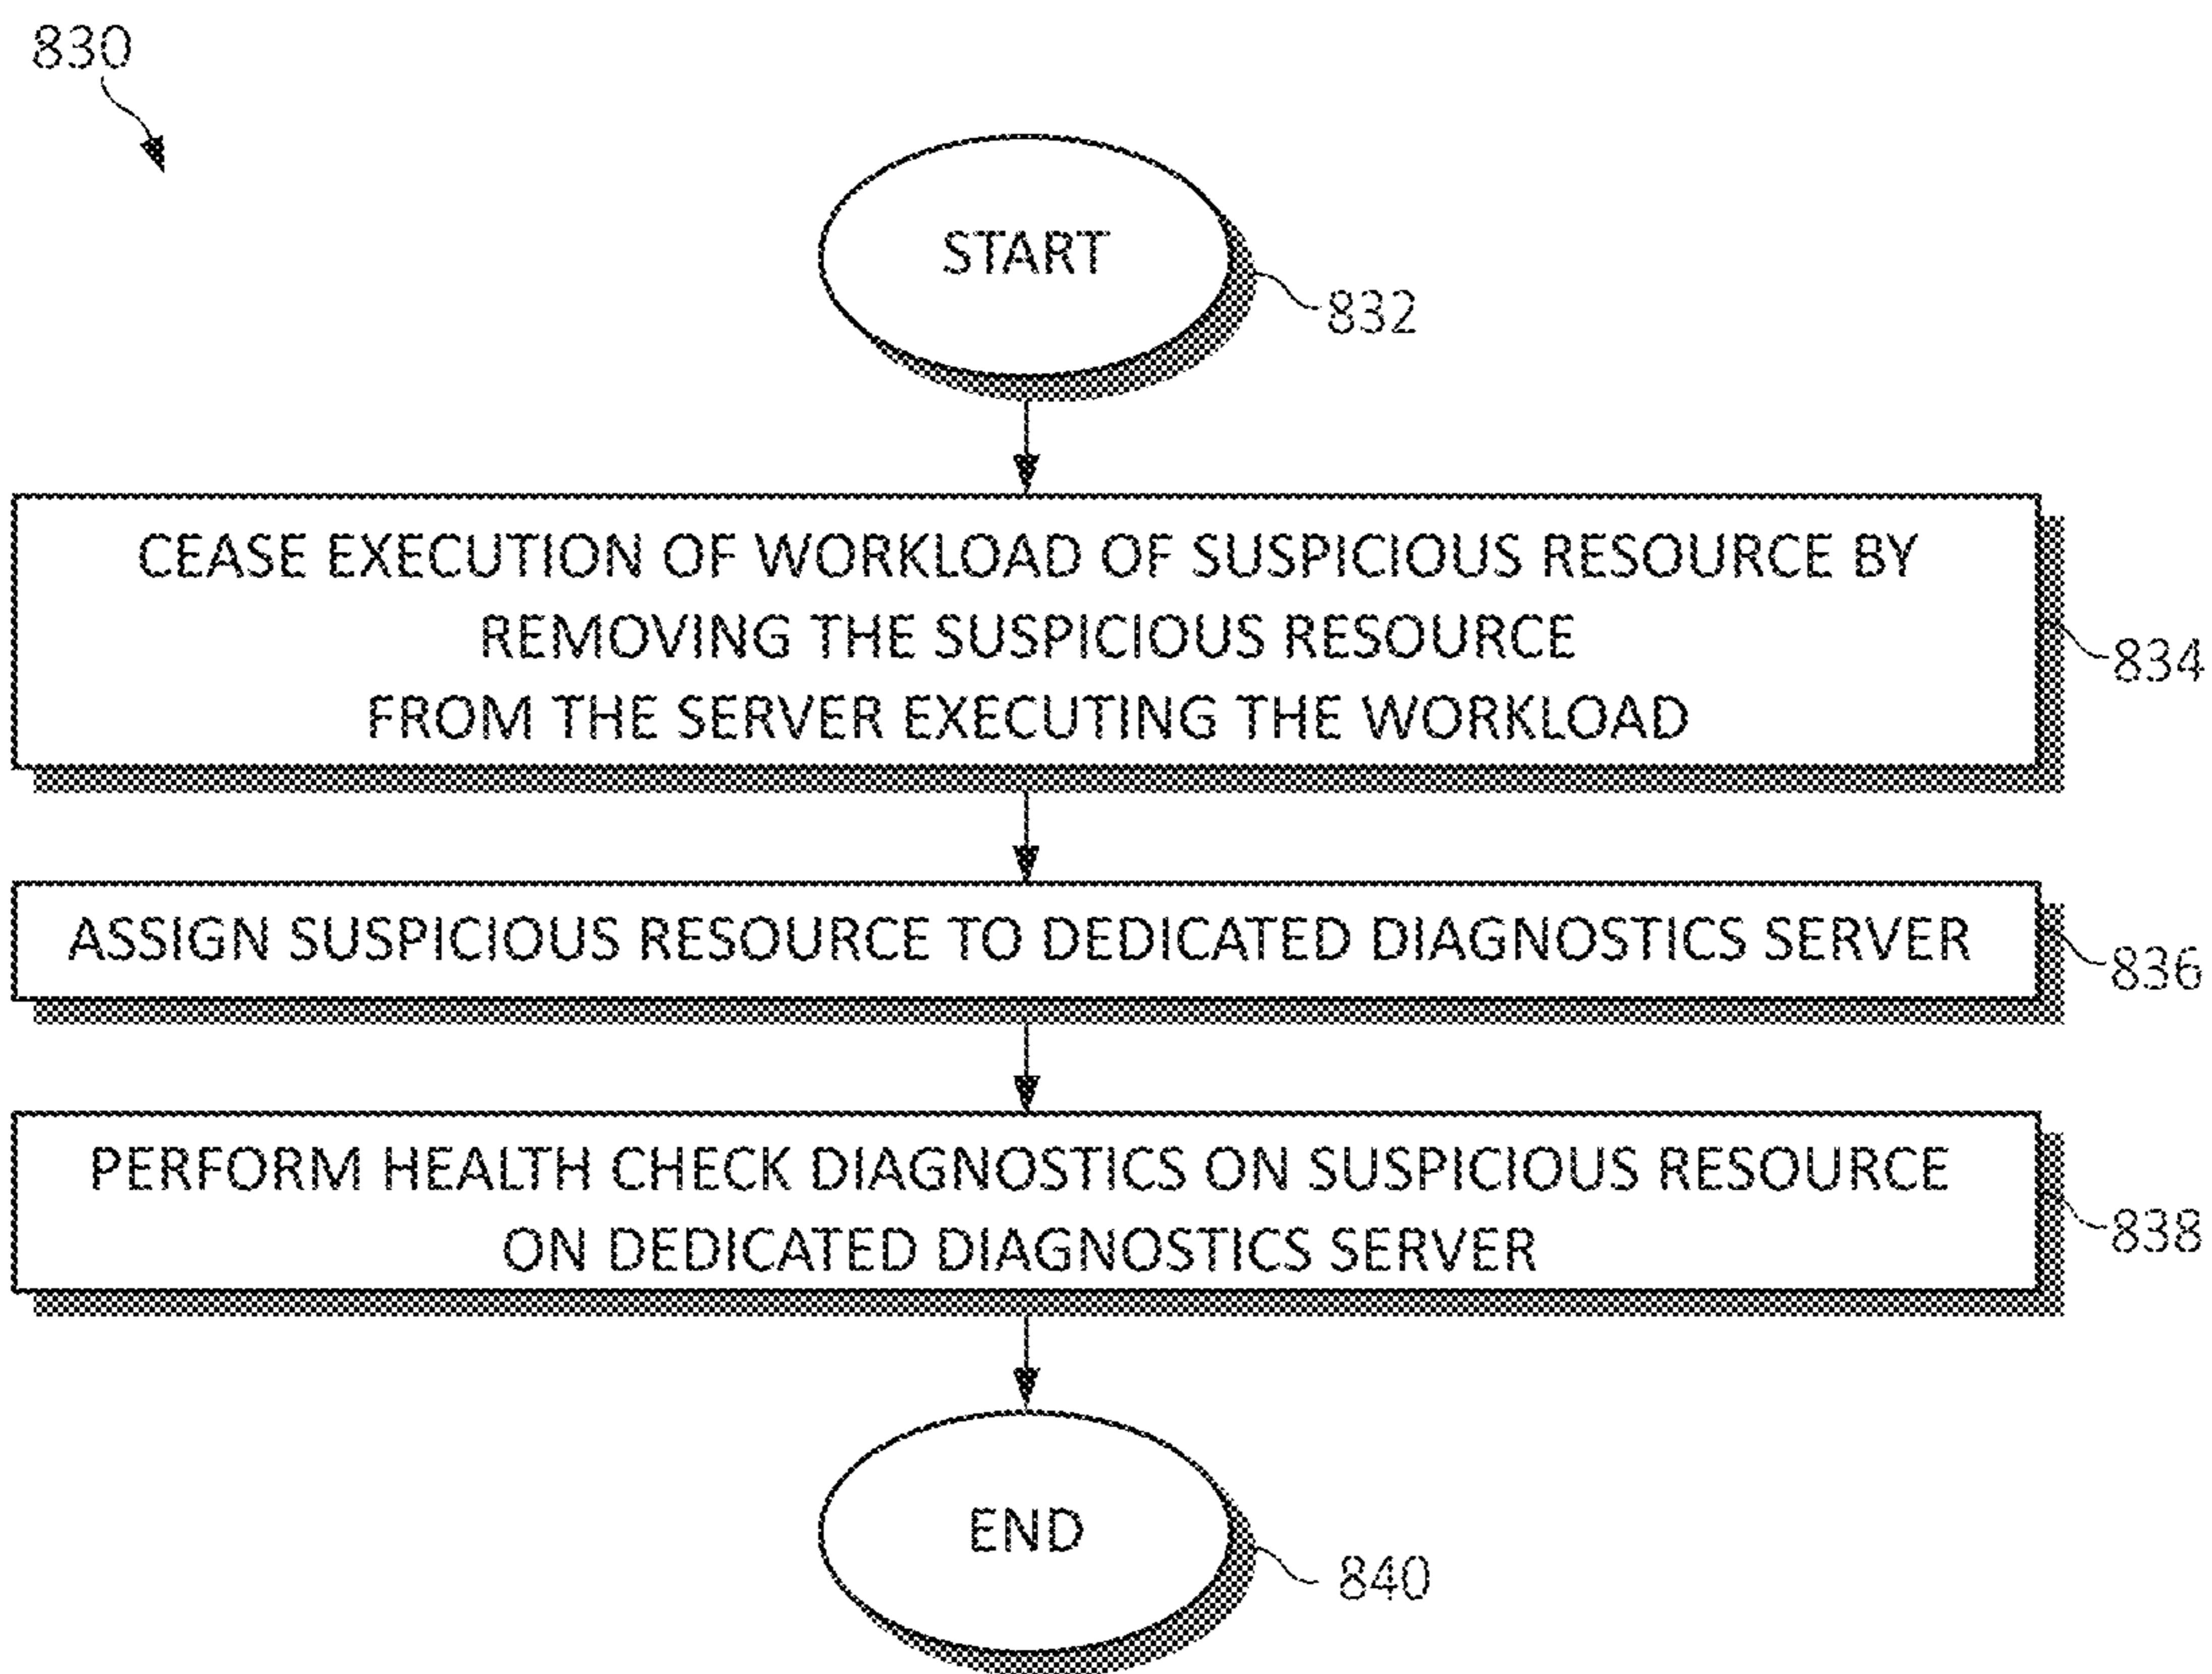 830
START
832
CEASE EXECUTION OF WORKLOAD OF SUSPICIOUS RESOURCE BY
REMOVING THE SUSPICIOUS RESOURCE
FROM THE SERVER EXECUTING THE WORKLOAD
834
ASSIGN SUSPICIOUS RESOURCE TO DEDICATED DIAGNOSTICS SERVER
836
PERFORM HEALTH CHECK DIAGNOSTICS ON SUSPICIOUS RESOURCE
ON DEDICATED DIAGNOSTICS SERVER
838
END
840